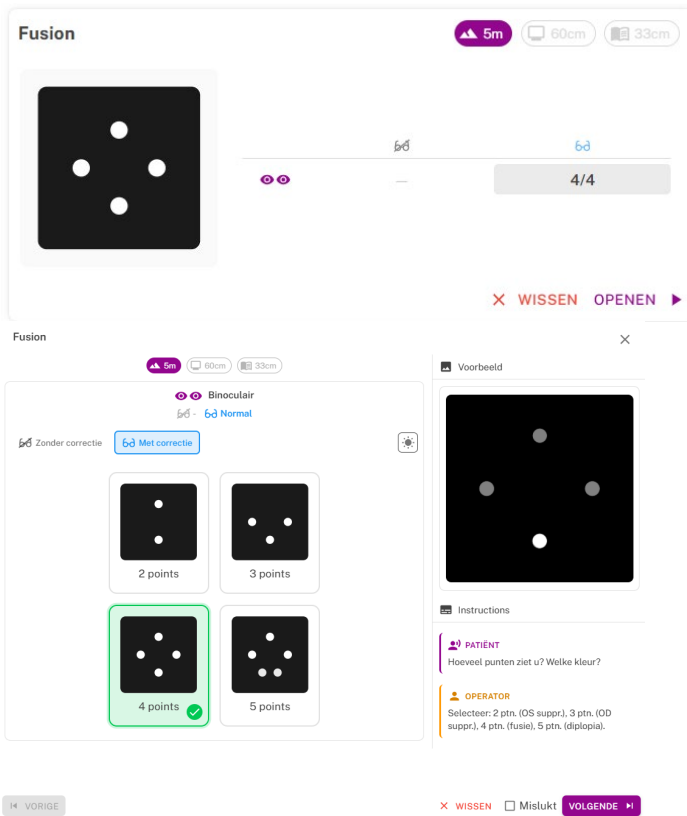 Fusion
5m 60cm 33cm
— 4/4
WISSEN OPENEN
Fusion
5m 60cm 33cm
Binoculair
- Normal
Zonder correctie Met correctie
2 points 3 points
4 points 5 points
Voorbeeld
Instructions
PATIËNT
Hoeveel punten ziet u? Welke kleur?
OPERATOR
Selecteer: 2 ptn. (OS suppr.), 3 ptn. (OD
suppr.), 4 ptn. (fusie), 5 ptn. (diplopia).
VORIGE WISSEN Mislukt VOLGENDE